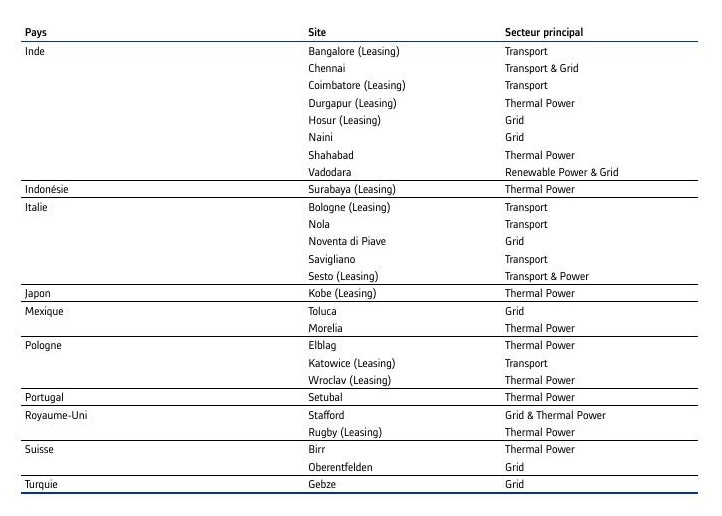 Pays Site Secteur principal
Inde Bangalore (Leasing) Transport
Chennai Transport & Grid
Coimbatore (Leasing) Transport
Durgapur (Leasing) Thermal Power
Hosur (Leasing) Grid
Naini Grid
Shahabad Thermal Power
Vadodara Renewable Power & Grid
Indonésie Surabaya (Leasing) Thermal Power
Italie Bologne (Leasing) Transport
Nola Transport
Noventa di Piave Grid
Savigliano Transport
Sesto (Leasing) Transport & Power
Japon Kobe (Leasing) Thermal Power
Mexique Toluca Grid
Morelia Thermal Power
Pologne Elblag Thermal Power
Katowice (Leasing) Transport
Wroclav (Leasing) Thermal Power
Portugal Setubal Thermal Power
Royaume-Uni Stafford Grid & Thermal Power
Rugby (Leasing) Thermal Power
Suisse Birr Thermal Power
Oberentfelden Grid
Turquie Gebze Grid